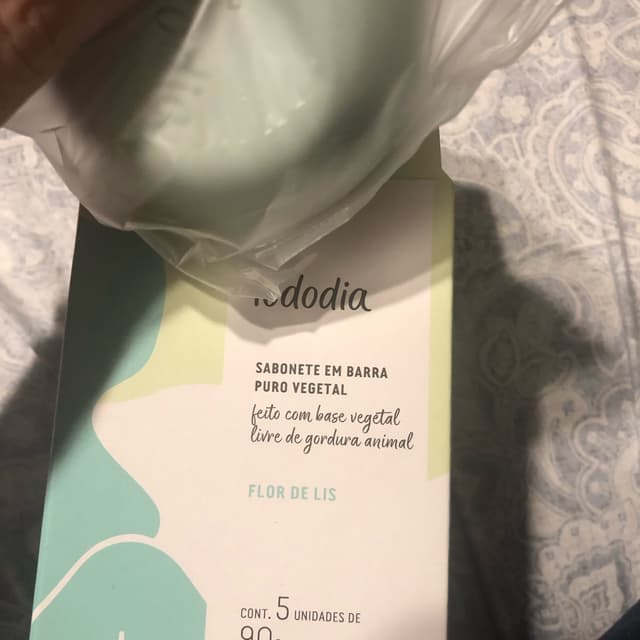 tododia
SABONETE EM BARRA
PURO VEGETAL
feito com base vegetal
livre de gordura animal
FLOR DE LIS
CONT. 5 UNIDADES DE